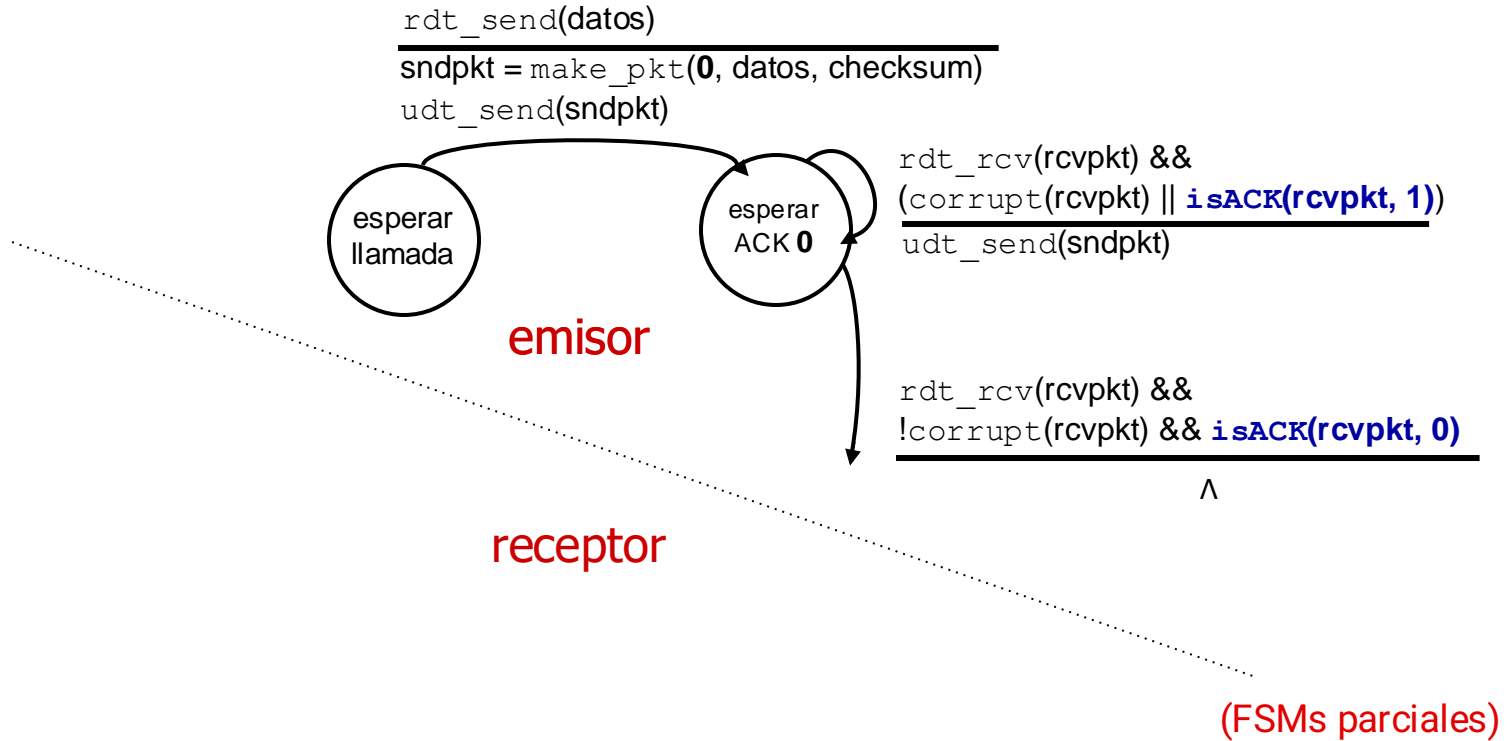 rdt_send(datos)
sndpkt = make_pkt(0, datos, checksum)
udt_send(sndpkt)
rdt_rcv(rcvpkt) &&
(corrupt(rcvpkt) || isACK(rcvpkt, 1))
udt_send(sndpkt)
esperar
llamada
esperar
ACK 0
emisor
rdt_rcv(rcvpkt) &&
!corrupt(rcvpkt) && isACK(rcvpkt, 0)
Λ
receptor
(FSMs parciales)